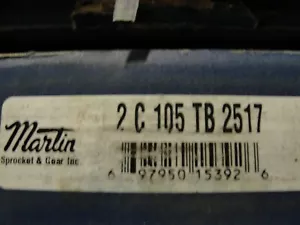 Martin
Sprocket & Gear Inc.
2 C 105 TB 2517
6 97950 15392 6